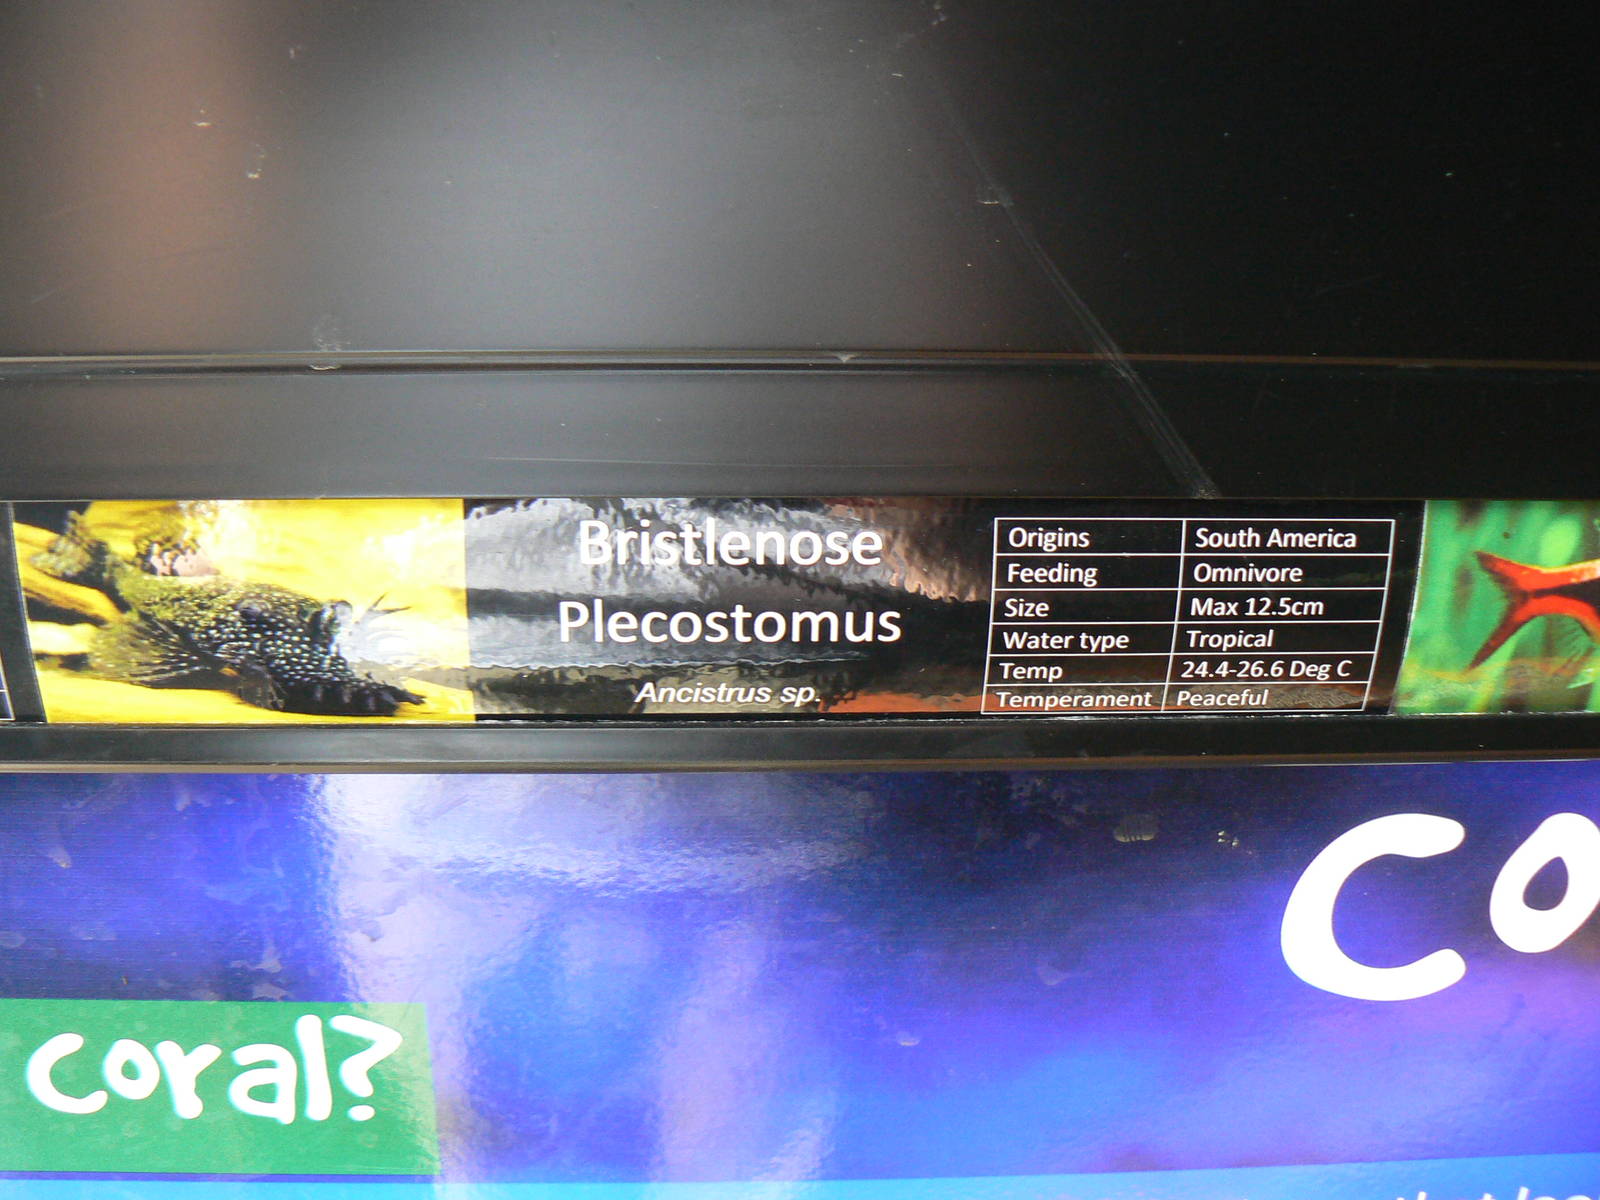 Bristlenose
Plecostomus
Ancistrus sp.
Origins South America
Feeding Omnivore
Size Max 12.5cm
Water type Tropical
Temp 24.4-26.6 Deg C
Temperament Peaceful
Co
coral?